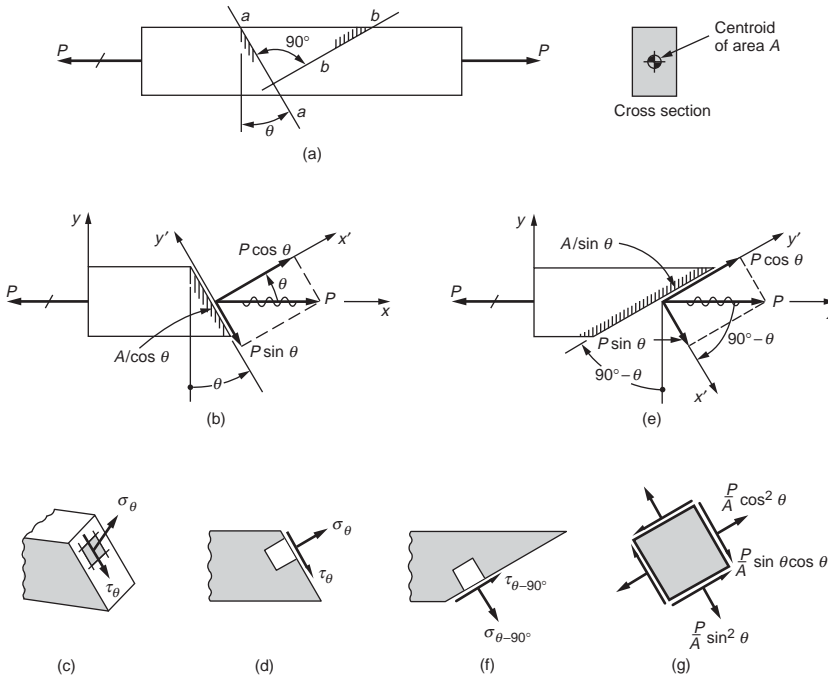 a
b
P
90°
P
b
a
θ
(a)
Centroid
of area A
Cross section
y
y'
P cos θ
x'
θ
P
P
x
A/cos θ
P sin θ
θ
(b)
y
A/sin θ
y'
P cos θ
P
P
P sin θ
90°−θ
90°−θ
x'
(e)
σθ
τθ
(c)
σθ
τθ
(d)
τθ−90°
σθ−90°
(f)
P/A cos² θ
P/A sin θ cos θ
P/A sin² θ
(g)